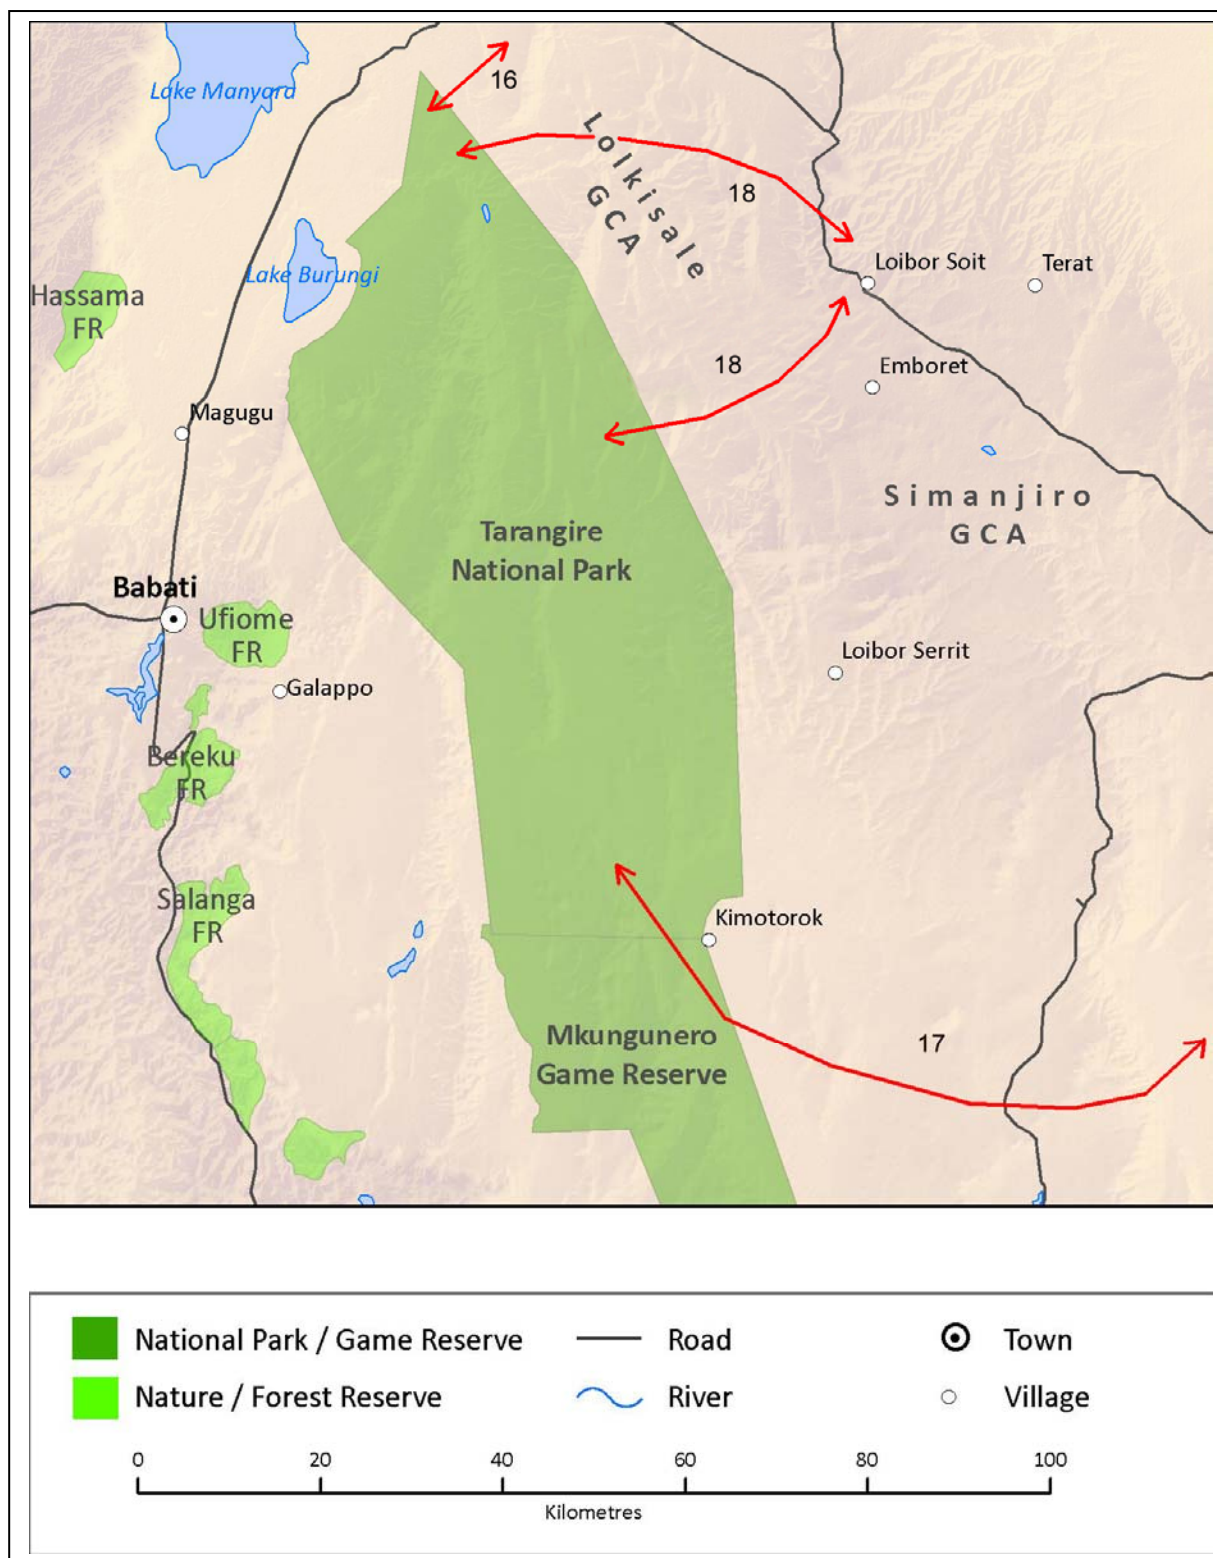 Lake Manyara
16
Lolkisale
GCA
18
Loibor Soit
Terat
Lake Burungi
Hassama
FR
18
Emboret
Magugu
Simanjiro
GCA
Tarangire
National Park
Babati
Ufiome
FR
Loibor Serrit
Galappo
Bereku
FR
Salanga
FR
Kimotorok
Mkungunero
Game Reserve
17
National Park / Game Reserve
Road
Town
Nature / Forest Reserve
River
Village
0 20 40 60 80 100
Kilometres